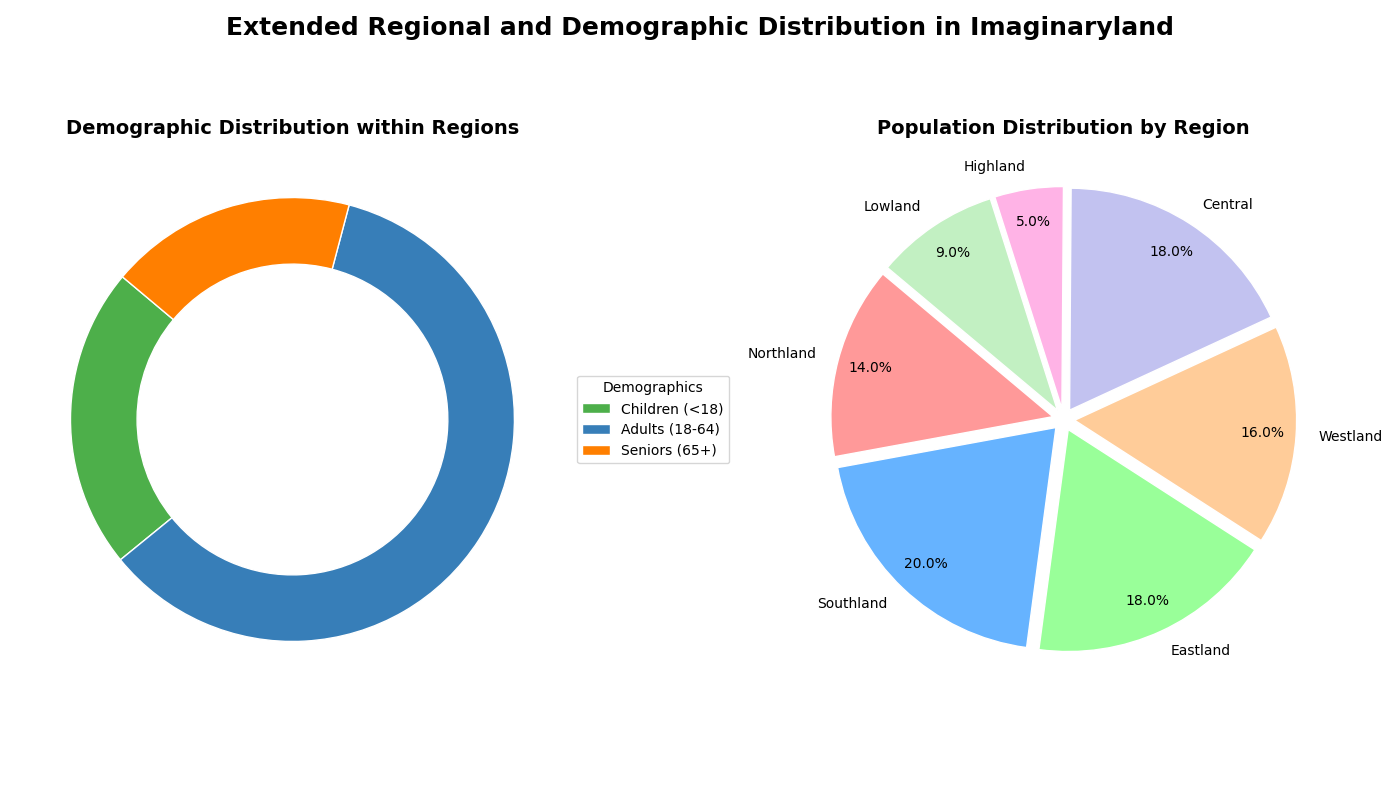 Extended Regional and Demographic Distribution in Imaginaryland
Demographic Distribution within Regions
Demographics
Children (<18)
Adults (18-64)
Seniors (65+)
Population Distribution by Region
Highland
Central
Lowland
5.0%
18.0%
9.0%
Northland
14.0%
16.0%
Westland
20.0%
18.0%
Southland
Eastland